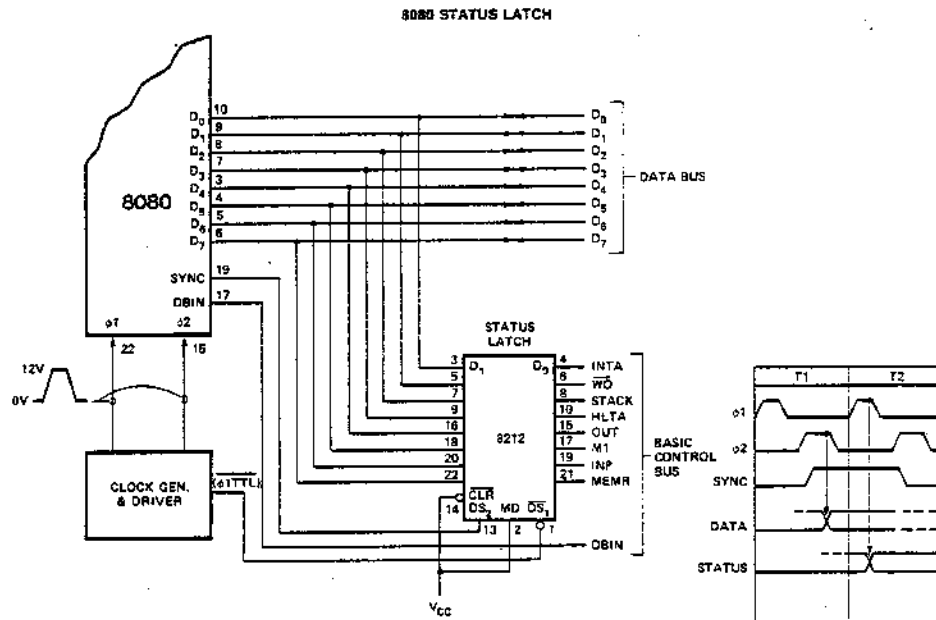 8080 STATUS LATCH
8080
D0 10 D0
D1 9 D1
D2 8 D2
D3 7 D3
D4 3 D4
D5 4 D5
D6 5 D6
D7 6 D7
DATA BUS
SYNC 19
DBIN 17
φ1 φ2
22 15
12V
0V
CLOCK GEN.
& DRIVER
(φ1TTL)
STATUS
LATCH
3 D1 D0 4 INTA
5 6 WO
7 8 STACK
9 10 HLTA
16 15 OUT
18 8212 17 M1
20 19 INP
22 21 MEMR
BASIC
CONTROL
BUS
14 CLR
DS2 MD DS1
13 2 1
DBIN
VCC
T1 T2
φ1
φ2
SYNC
DATA
STATUS